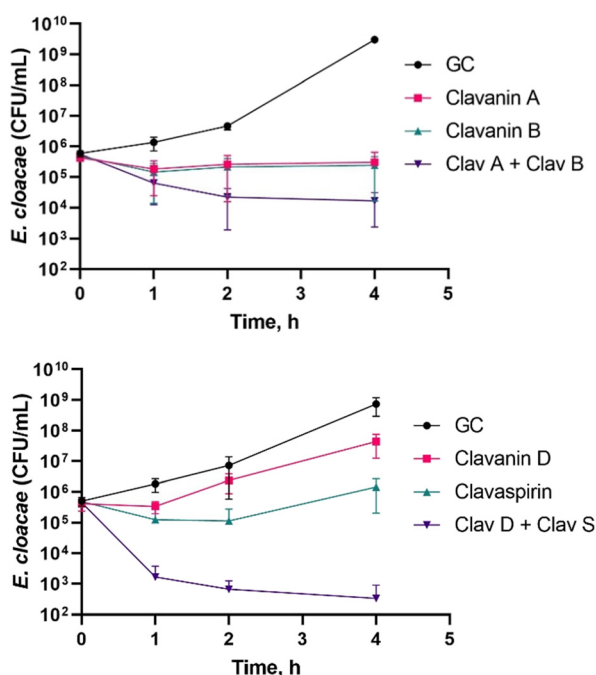 10^10
10^9
10^8
10^7
10^6
10^5
10^4
10^3
10^2
E. cloacae (CFU/mL)
0 1 2 3 4 5
Time, h
GC
Clavanin A
Clavanin B
Clav A + Clav B
10^10
10^9
10^8
10^7
10^6
10^5
10^4
10^3
10^2
E. cloacae (CFU/mL)
0 1 2 3 4 5
Time, h
GC
Clavanin D
Clavaspirin
Clav D + Clav S